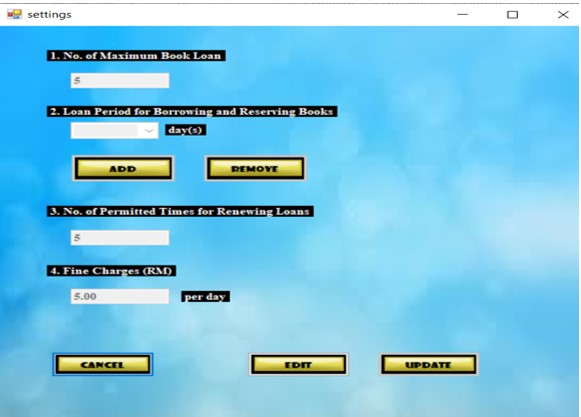 settings
1. No. of Maximum Book Loan
5
2. Loan Period for Borrowing and Reserving Books
day(s)
ADD REMOVE
3. No. of Permitted Times for Renewing Loans
5
4. Fine Charges (RM)
5.00 per day
CANCEL EDIT UPDATE